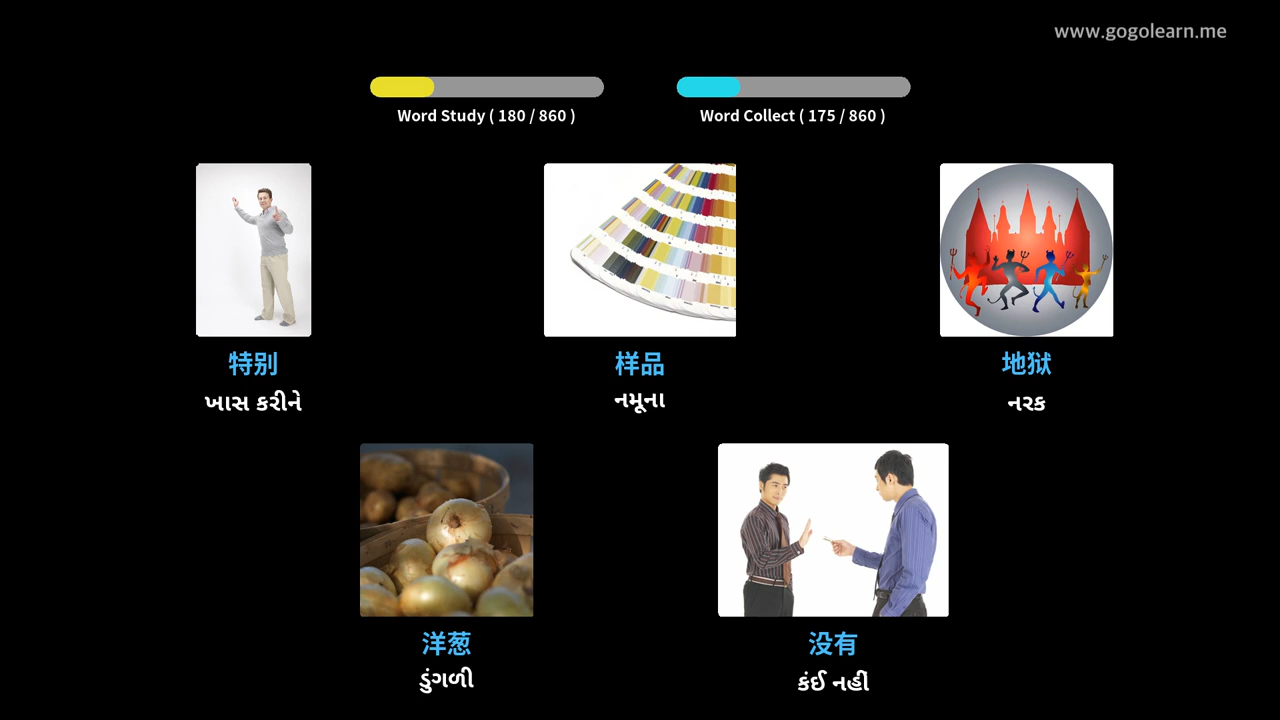 www.gogolearn.me
Word Study ( 180 / 860 )
Word Collect ( 175 / 860 )
特别
ખાસ કરીને
样品
નમૂના
地狱
નરક
洋葱
ડુંગળી
没有
કંઈ નહીં